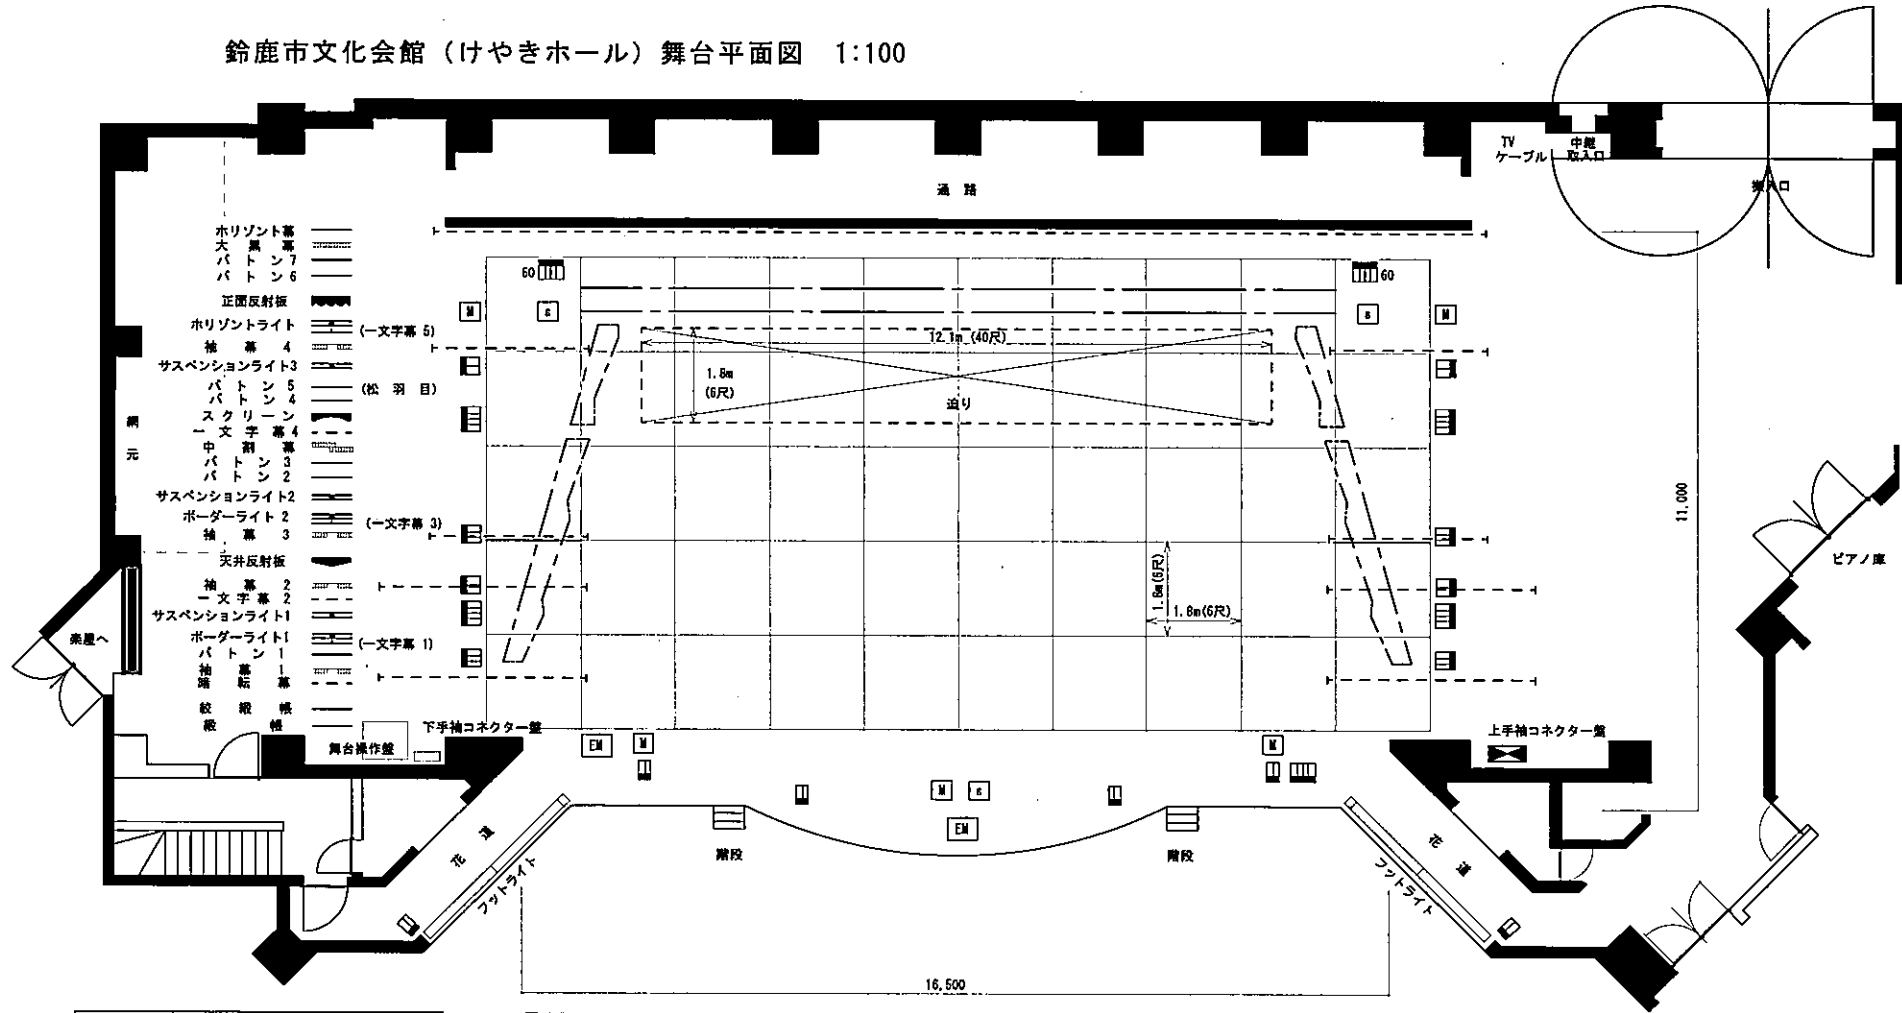 鈴鹿市文化会館（けやきホール）舞台平面図 1:100
TV
ケーブル
中継
取入口
搬入口
通路
ホリゾント幕
大黒幕
バトン7
バトン6
正面反射板
ホリゾントライト (一文字幕 5)
袖幕4
サスペンションライト3
バトン5 (松羽目)
バトン4
スクリーン
一文字幕4
中割幕
バトン3
バトン2
サスペンションライト2
ボーダーライト2 (一文字幕 3)
袖幕3
天井反射板
袖幕2
一文字幕2
サスペンションライト1
ボーダーライト1 (一文字幕 1)
バトン1
袖幕1
暗転幕
絞緞帳
緞帳
綱元
楽屋へ
60
60
M
s
s
M
12.1m (40尺)
1.8m
(6尺)
迫り
1.8m(6尺)
1.8m(6尺)
11,000
ピアノ庫
舞台操作盤
下手袖コネクター盤
上手袖コネクター盤
EM
M
M
M
s
EM
階段
階段
花道
花道
フットライト
フットライト
16,500